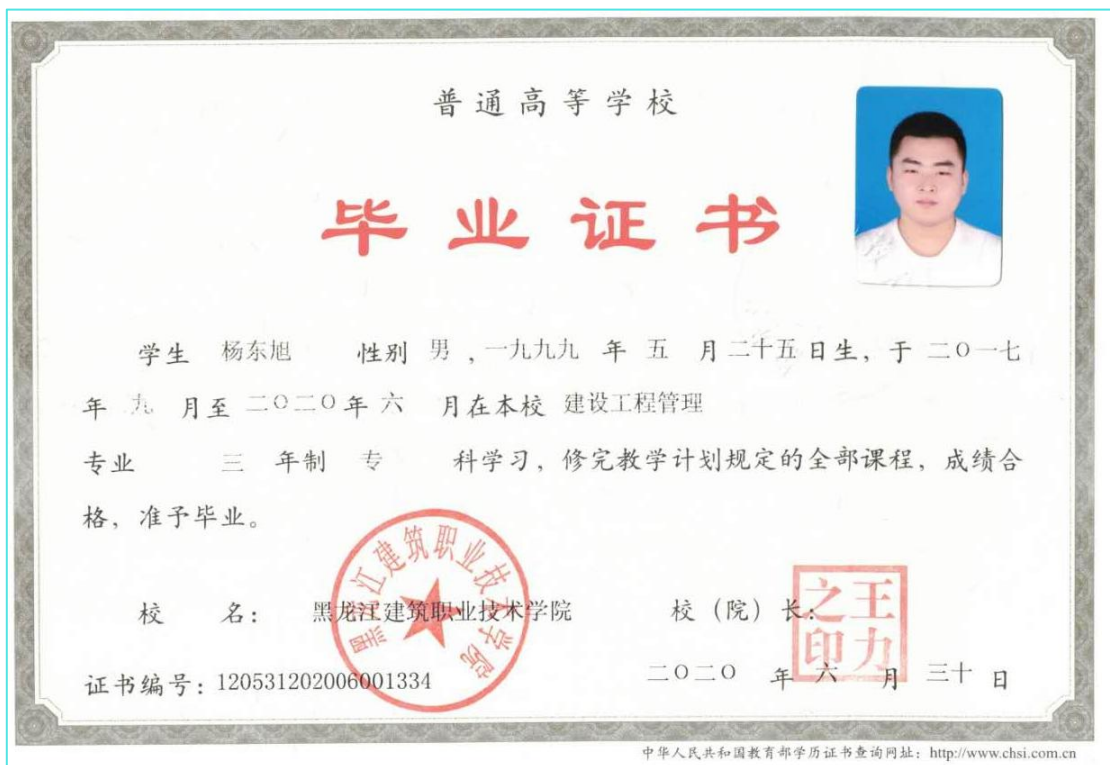 普通高等学校
毕业证书
学生 杨东旭 性别 男 ,一九九九 年 五 月二十五日生，于 二〇一七
年 九 月至 二〇二〇年 六 月在本校 建设工程管理
专业 三 年制 专 科学习，修完教学计划规定的全部课程，成绩合
格，准予毕业。
黑龙江建筑职业技术学院
校 名： 黑龙江建筑职业技术学院 校（院）长：
王力之印
证书编号：120531202006001334 二〇二〇 年 六 月 三十 日
中华人民共和国教育部学历证书查询网址：http://www.chsi.com.cn